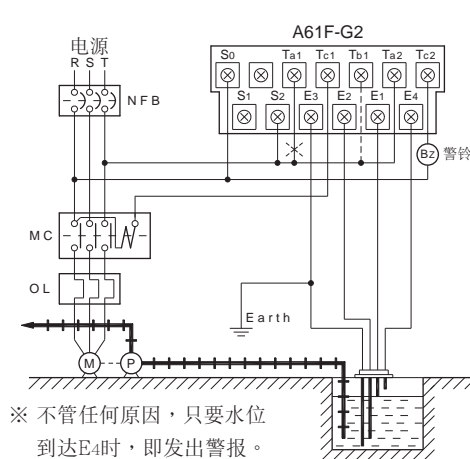 A61F-G2
电源
R S T
NFB
S0 Ta1 Tc1 Tb1 Ta2 Tc2
S1 S2 E3 E2 E1 E4
Bz 警铃
MC
OL
Earth
M P
※ 不管任何原因，只要水位
到达E4时，即发出警报。